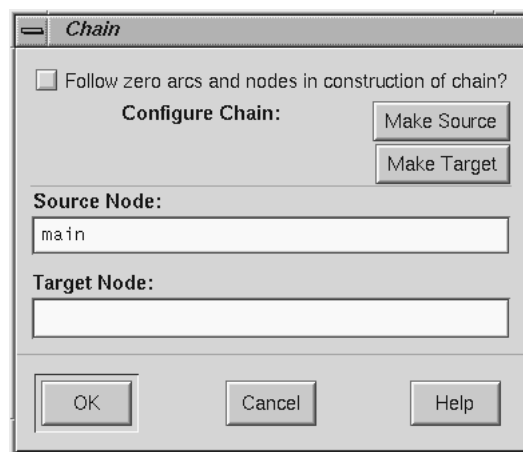 Chain
Follow zero arcs and nodes in construction of chain?
Configure Chain:
Make Source
Make Target
Source Node:
main
Target Node:
OK
Cancel
Help